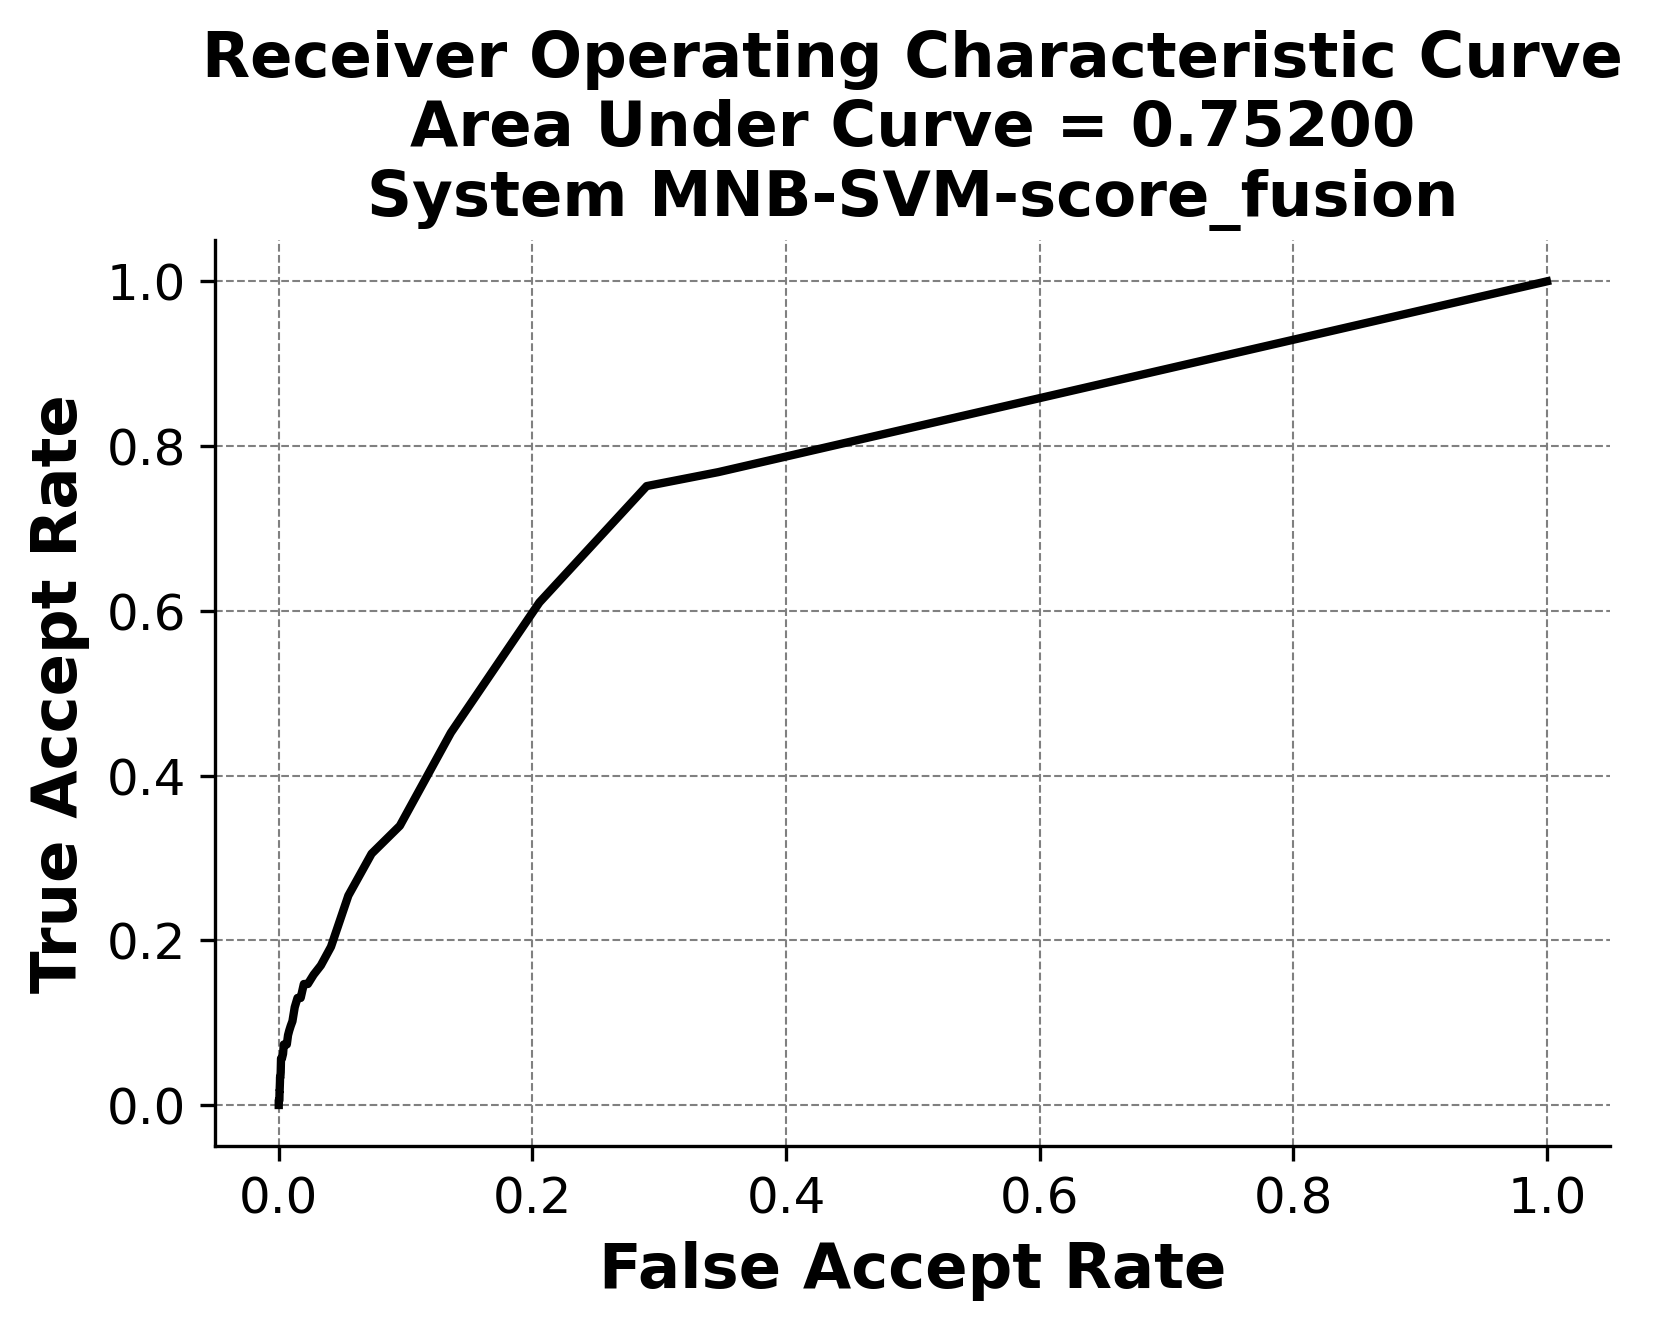 Receiver Operating Characteristic Curve
Area Under Curve = 0.75200
System MNB-SVM-score_fusion
True Accept Rate
1.0
0.8
0.6
0.4
0.2
0.0
0.0 0.2 0.4 0.6 0.8 1.0
False Accept Rate